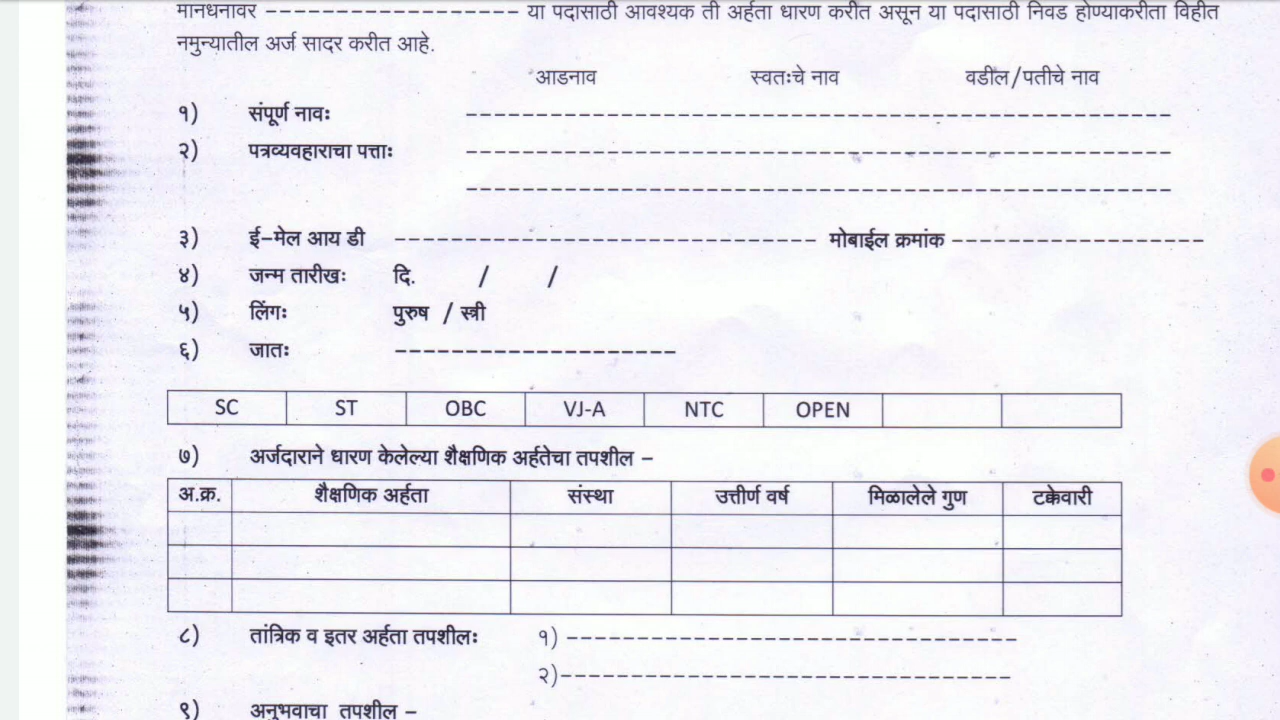 मानधनावर ------------------ या पदासाठी आवश्यक ती अर्हता धारण करीत असून या पदासाठी निवड होण्याकरीता विहीत
नमुन्यातील अर्ज सादर करीत आहे.
आडनाव स्वतःचे नाव वडील/पतीचे नाव
१) संपूर्ण नावः --------------------------------------------------
२) पत्रव्यवहाराचा पत्ताः --------------------------------------------------
--------------------------------------------------
३) ई-मेल आय डी ------------------------------ मोबाईल क्रमांक ------------------
४) जन्म तारीखः दि. / /
५) लिंगः पुरुष / स्त्री
६) जातः --------------------
SC ST OBC VJ-A NTC OPEN
७) अर्जदाराने धारण केलेल्या शैक्षणिक अर्हतेचा तपशील –
अ.क्र. शैक्षणिक अर्हता संस्था उत्तीर्ण वर्ष मिळालेले गुण टक्केवारी
८) तांत्रिक व इतर अर्हता तपशीलः १) --------------------------------
२)--------------------------------
९) अनुभवाचा तपशील –